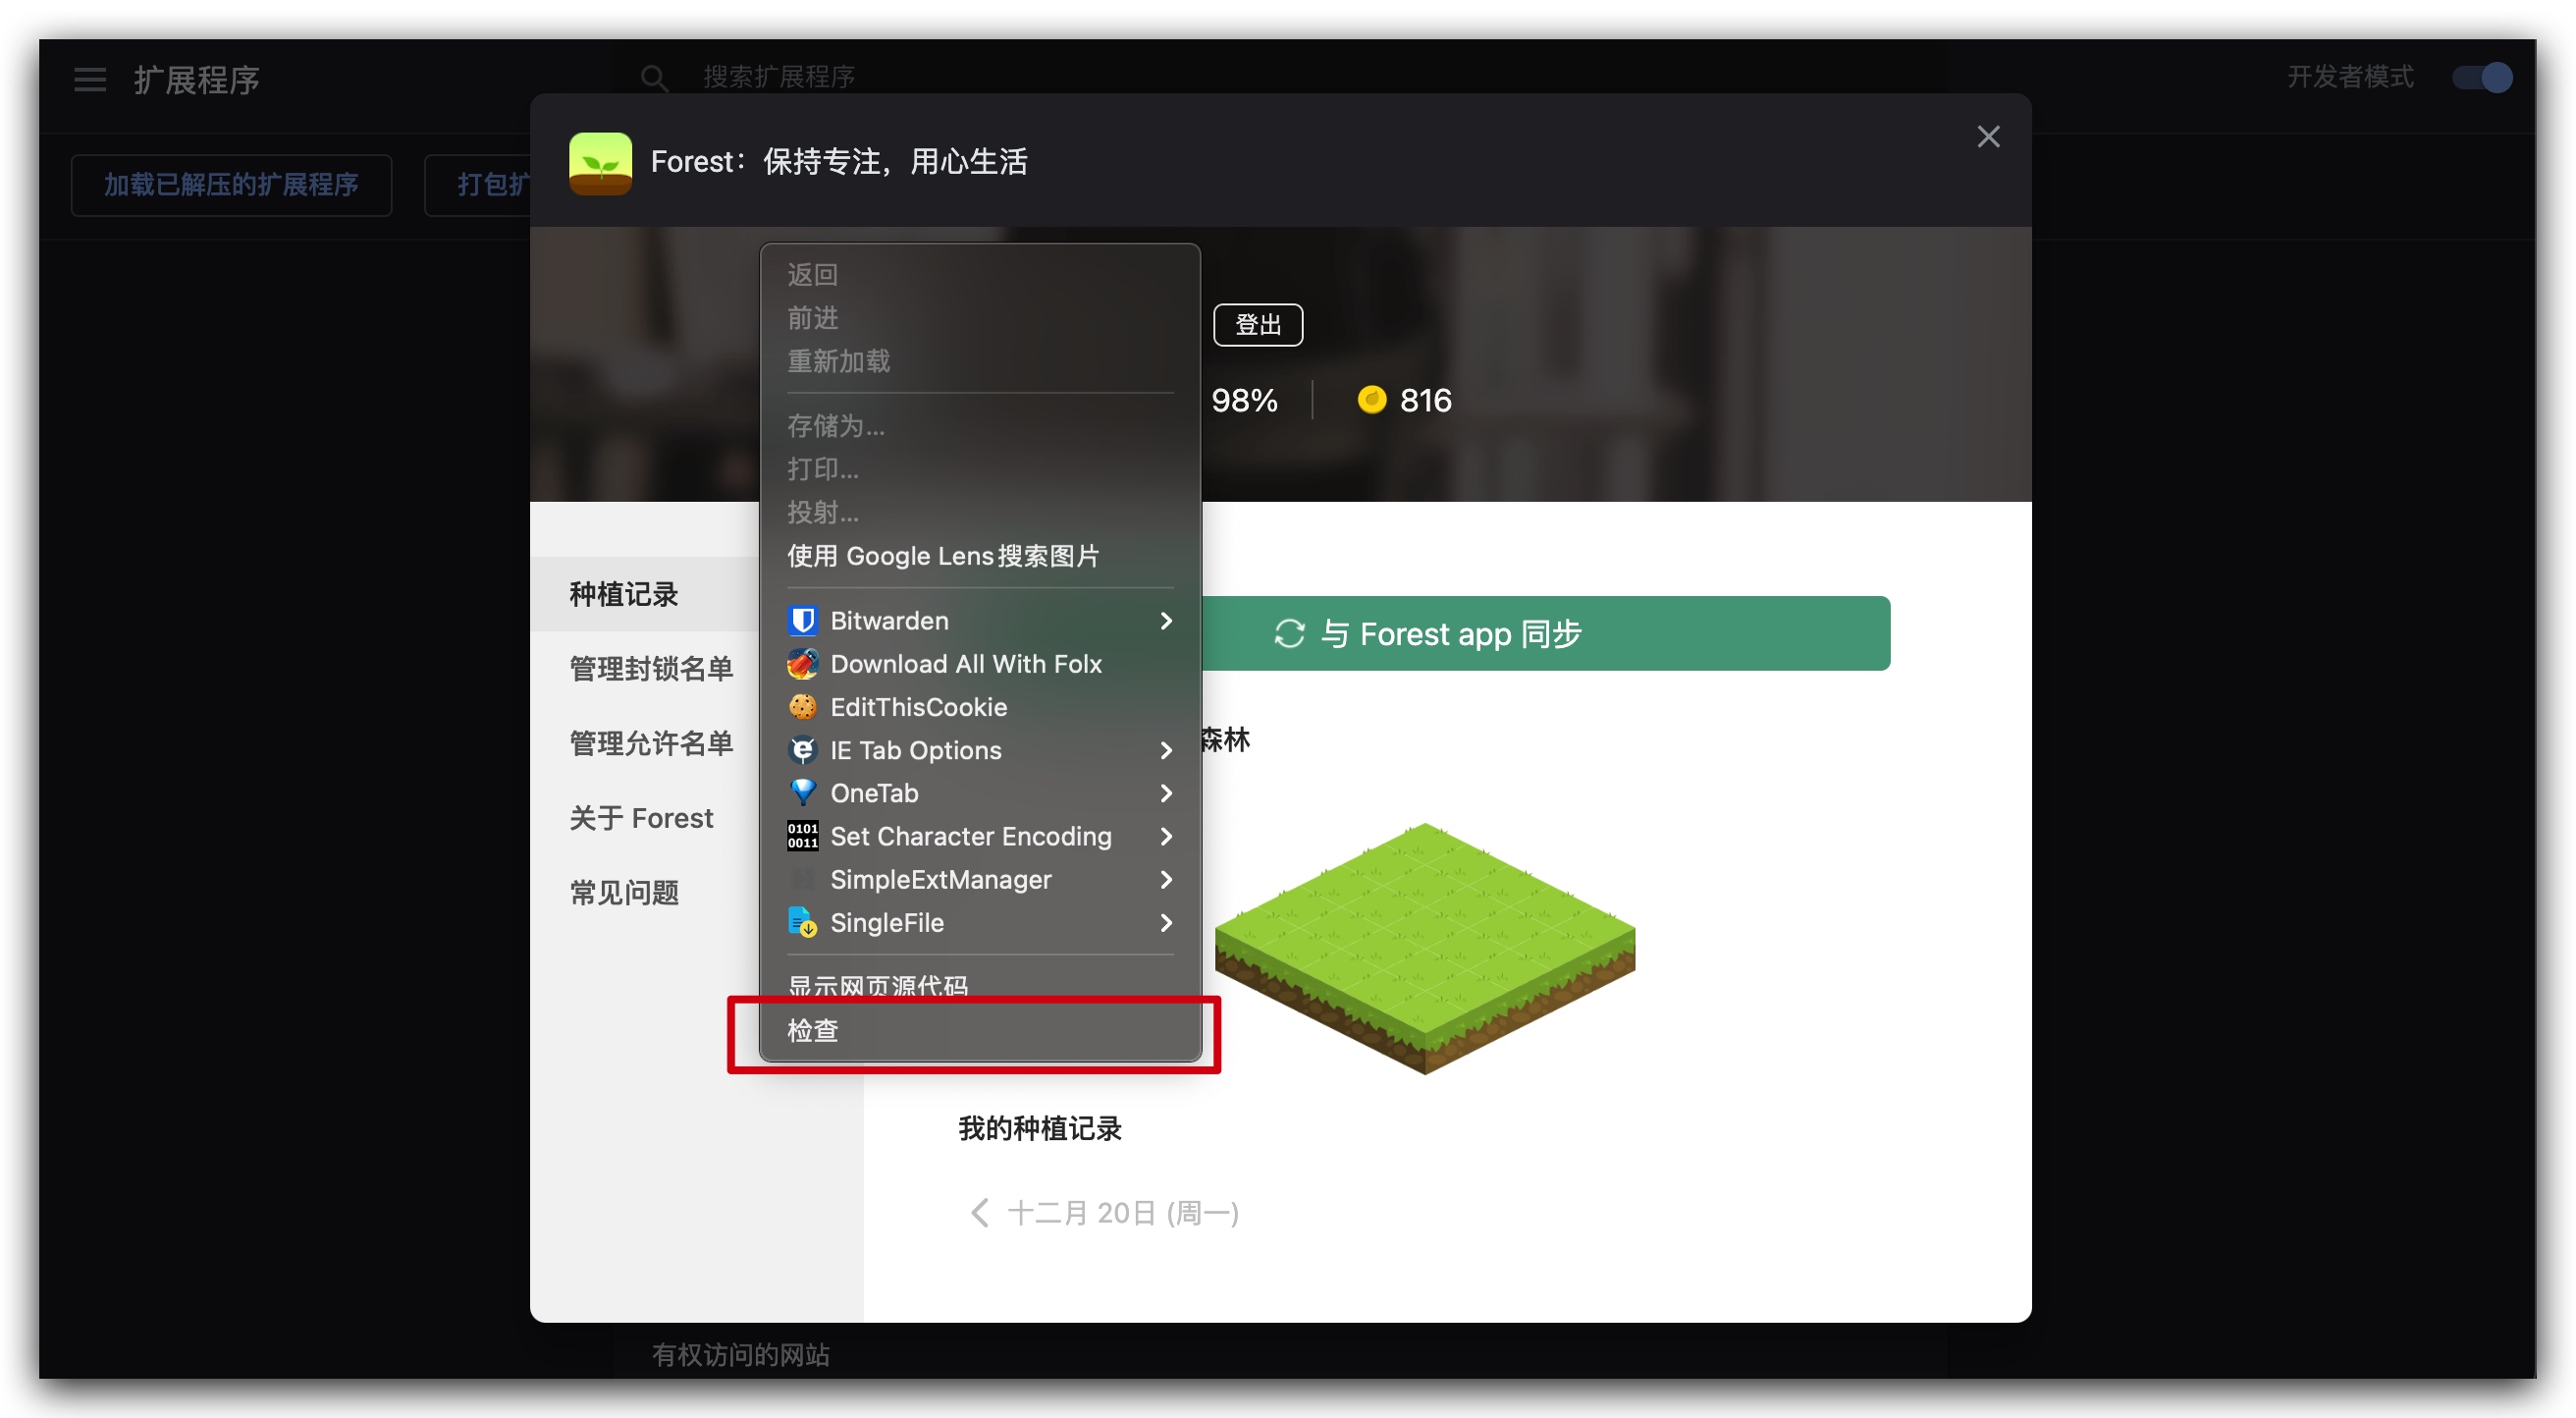 扩展程序
搜索扩展程序
开发者模式
加载已解压的扩展程序
打包扩
Forest：保持专注，用心生活
登出
98%
816
返回
前进
重新加载
存储为...
打印...
投射...
使用 Google Lens搜索图片
Bitwarden
Download All With Folx
EditThisCookie
IE Tab Options
OneTab
0101
0011
Set Character Encoding
SimpleExtManager
SingleFile
显示网页源代码
检查
种植记录
管理封锁名单
管理允许名单
关于 Forest
常见问题
与 Forest app 同步
森林
我的种植记录
十二月 20日 (周一)
有权访问的网站